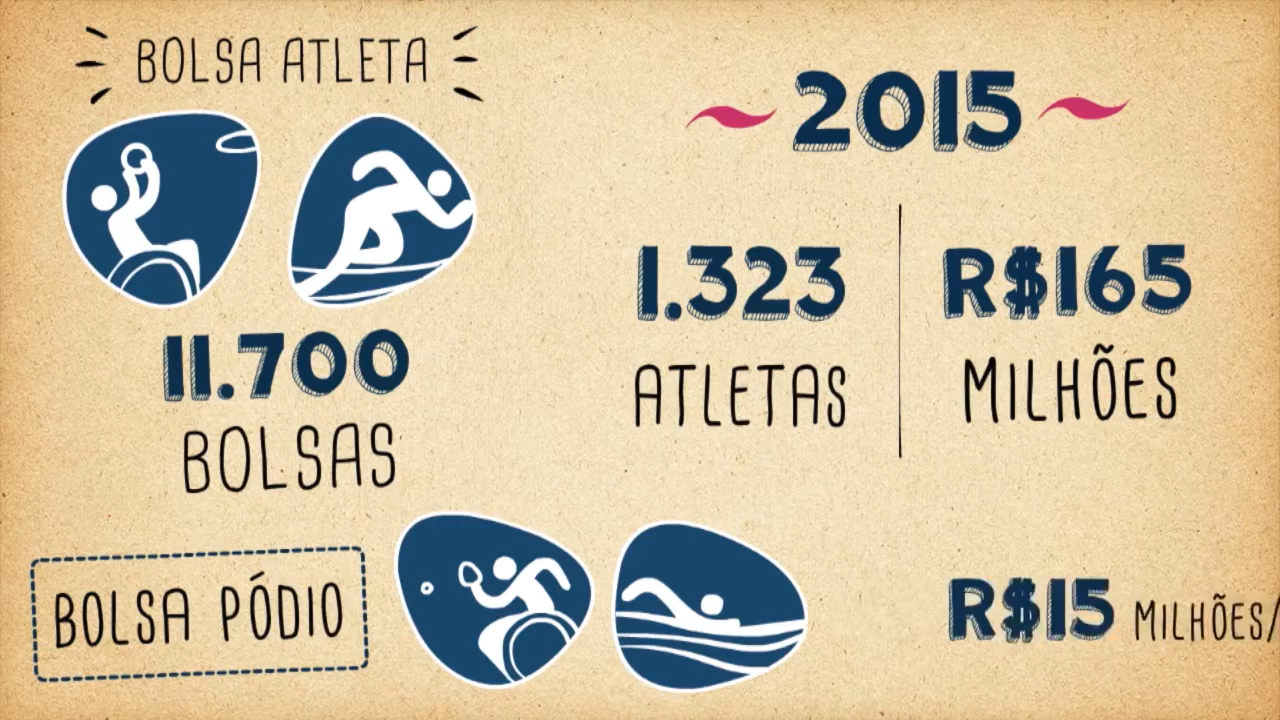 BOLSA ATLETA
11.700
BOLSAS
2015
1.323
ATLETAS
R$165
MILHÕES
BOLSA PÓDIO
R$15 MILHÕES/